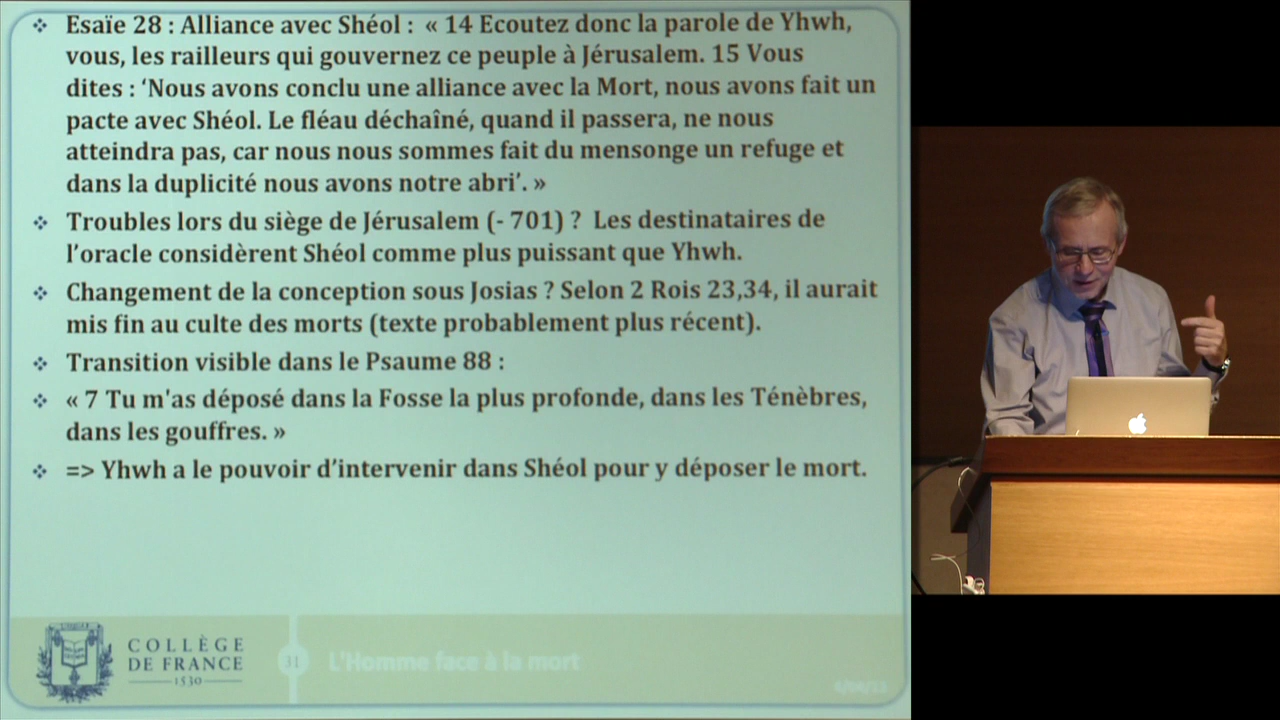 ❖ Esaïe 28 : Alliance avec Shéol : « 14 Ecoutez donc la parole de Yhwh,
vous, les railleurs qui gouvernez ce peuple à Jérusalem. 15 Vous
dites : ‘Nous avons conclu une alliance avec la Mort, nous avons fait un
pacte avec Shéol. Le fléau déchaîné, quand il passera, ne nous
atteindra pas, car nous nous sommes fait du mensonge un refuge et
dans la duplicité nous avons notre abri’. »
❖ Troubles lors du siège de Jérusalem (- 701) ? Les destinataires de
l’oracle considèrent Shéol comme plus puissant que Yhwh.
❖ Changement de la conception sous Josias ? Selon 2 Rois 23,34, il aurait
mis fin au culte des morts (texte probablement plus récent).
❖ Transition visible dans le Psaume 88 :
❖ « 7 Tu m'as déposé dans la Fosse la plus profonde, dans les Ténèbres,
dans les gouffres. »
❖ => Yhwh a le pouvoir d’intervenir dans Shéol pour y déposer le mort.
COLLÈGE
DE FRANCE
1530
31
L'Homme face à la mort